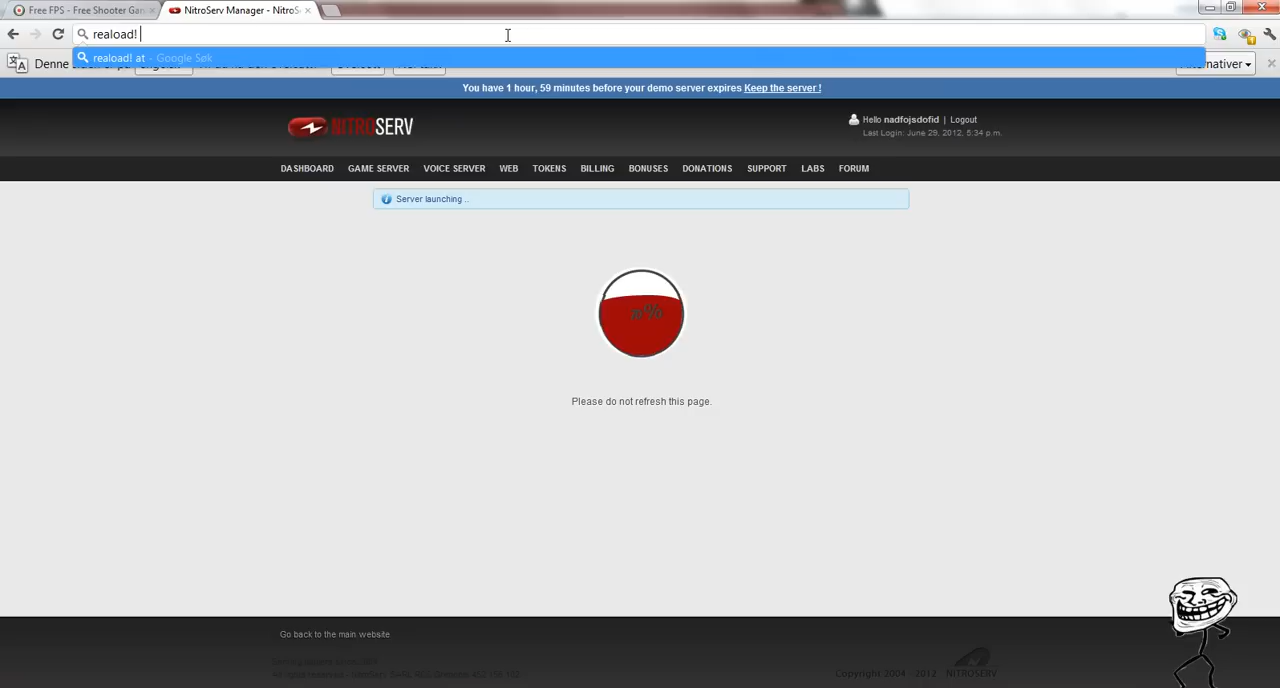 Free FPS - Free Shooter Gam
NitroServ Manager - NitroS
reaload!
reaload! at - Google Søk
Denne
Alternativer
You have 1 hour, 59 minutes before your demo server expires Keep the server !
NITROSERV
Hello nadfojsdofid | Logout
Last Login: June 29, 2012, 5:34 p.m.
DASHBOARD GAME SERVER VOICE SERVER WEB TOKENS BILLING BONUSES DONATIONS SUPPORT LABS FORUM
Server launching ..
Please do not refresh this page.
Go back to the main website
Copyright 2004 - 2012 NITROSERV